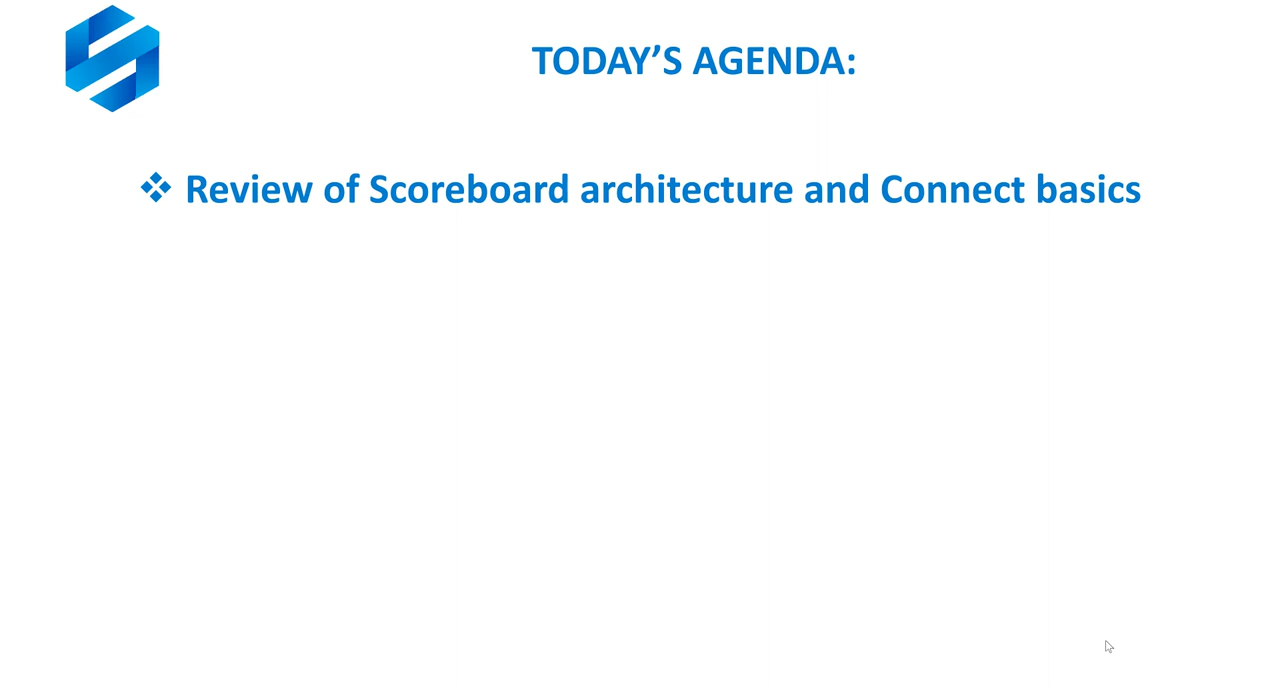 TODAY’S AGENDA:
❖ Review of Scoreboard architecture and Connect basics